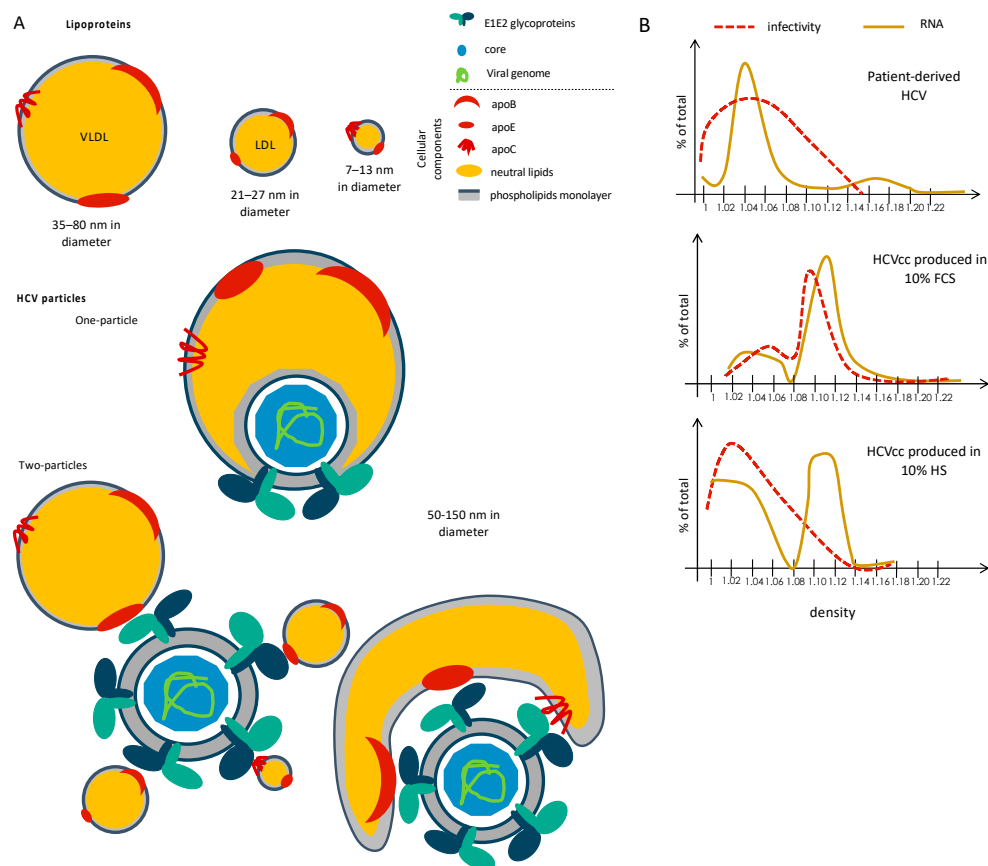 A
Lipoproteins
VLDL
35–80 nm in
diameter
LDL
21–27 nm in
diameter
7–13 nm
in diameter
E1E2 glycoproteins
core
Viral genome
Cellular
components
apoB
apoE
apoC
neutral lipids
phospholipids monolayer
HCV particles
One-particle
50-150 nm in
diameter
Two-particles
B
infectivity
RNA
Patient-derived
HCV
% of total
1 1.02 1.04 1.06 1.08 1.10 1.12 1.14 1.16 1.18 1.20 1.22
HCVcc produced in
10% FCS
% of total
1 1.02 1.04 1.06 1.08 1.10 1.12 1.14 1.16 1.18 1.20 1.22
HCVcc produced in
10% HS
% of total
1 1.02 1.04 1.06 1.08 1.10 1.12 1.14 1.16 1.18 1.20 1.22
density